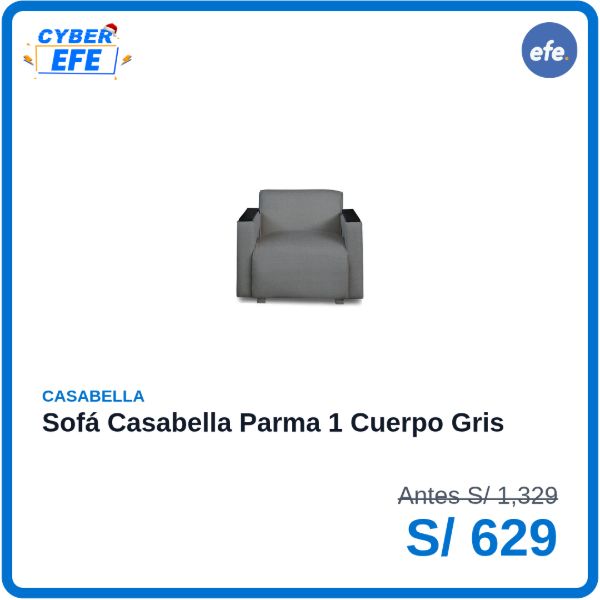 CYBER
EFE
efe.
CASABELLA
Sofá Casabella Parma 1 Cuerpo Gris
Antes S/ 1,329
S/ 629